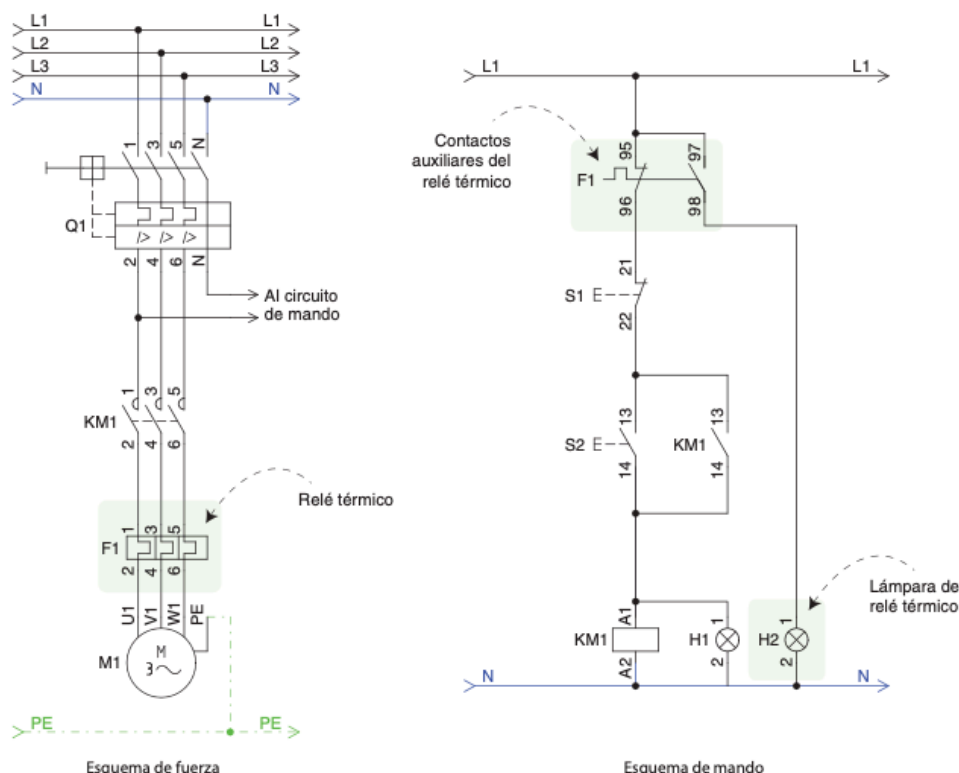 L1 L1
L2 L2
L3 L3
N N
1 3 5 N
Q1
I> I> I>
2 4 6 N
Al circuito
de mando
1 3 5
KM1
2 4 6
Relé térmico
1 3 5
F1
2 4 6
U1 V1 W1 PE
M1
M
3
PE PE
Esquema de fuerza
L1 L1
Contactos
auxiliares del
relé térmico
95 97
F1
96 98
21
S1
22
13 13
S2 KM1
14 14
Lámpara de
relé térmico
A1 1 1
KM1 H1 H2
A2 2 2
N N
Esquema de mando